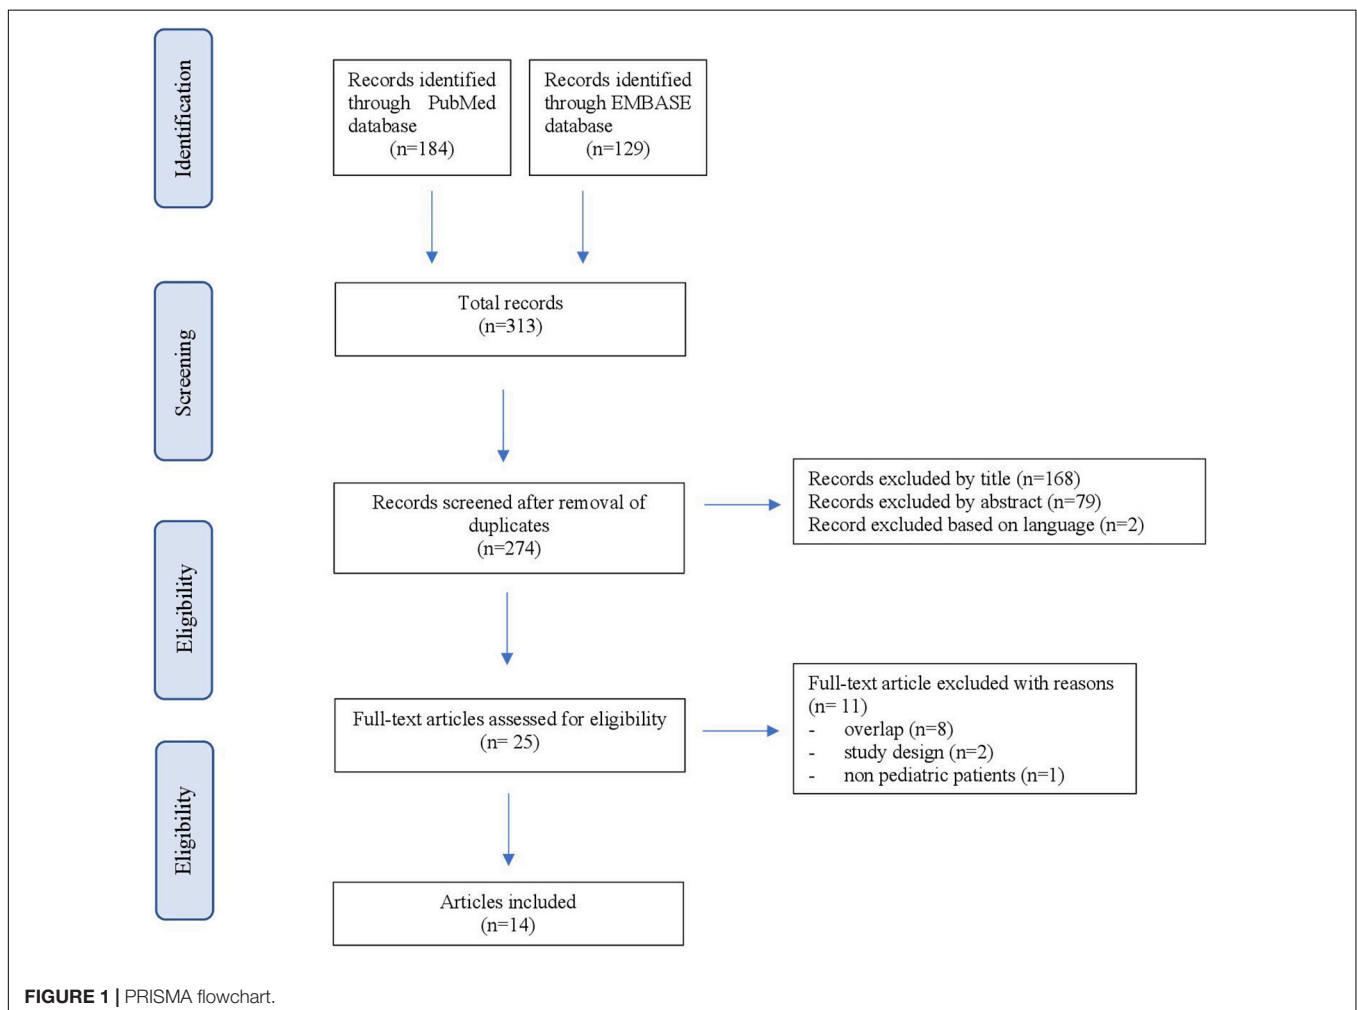 Identification
Records identified
through PubMed
database
(n=184)
Records identified
through EMBASE
database
(n=129)
Screening
Total records
(n=313)
Records screened after removal of
duplicates
(n=274)
Records excluded by title (n=168)
Records excluded by abstract (n=79)
Record excluded based on language (n=2)
Eligibility
Full-text articles assessed for eligibility
(n= 25)
Full-text article excluded with reasons
(n= 11)
- overlap (n=8)
- study design (n=2)
- non pediatric patients (n=1)
Eligibility
Articles included
(n=14)
FIGURE 1 | PRISMA flowchart.